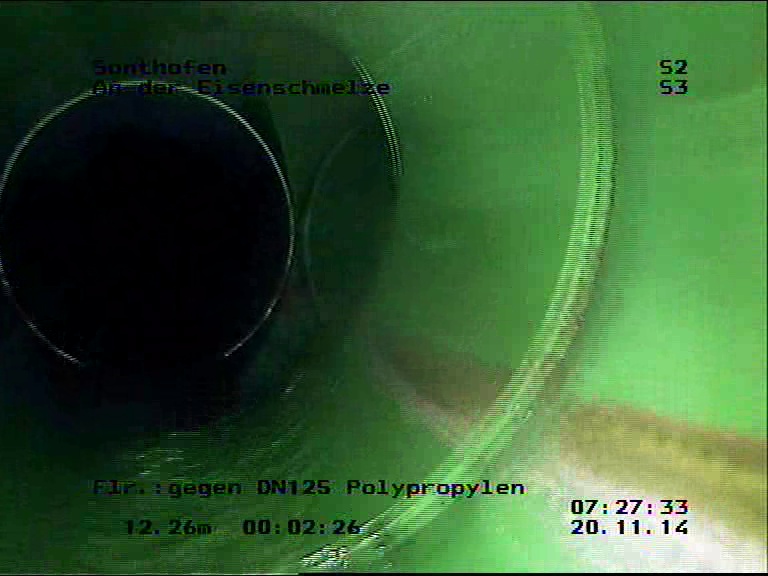 Sonthofen S2
An der Eisenschmelze S3
Flr.:gegen DN125 Polypropylen
07:27:33
12.26m 00:02:26 20.11.14